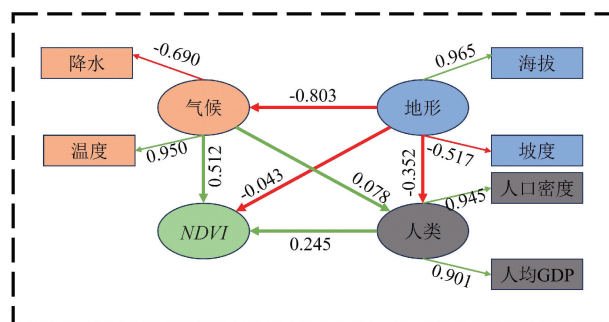 降水
-0.690
0.965
海拔
气候
-0.803
地形
温度
0.950
0.512
-0.043
0.078
-0.352
-0.517
坡度
0.945
人口密度
NDVI
0.245
人类
0.901
人均GDP